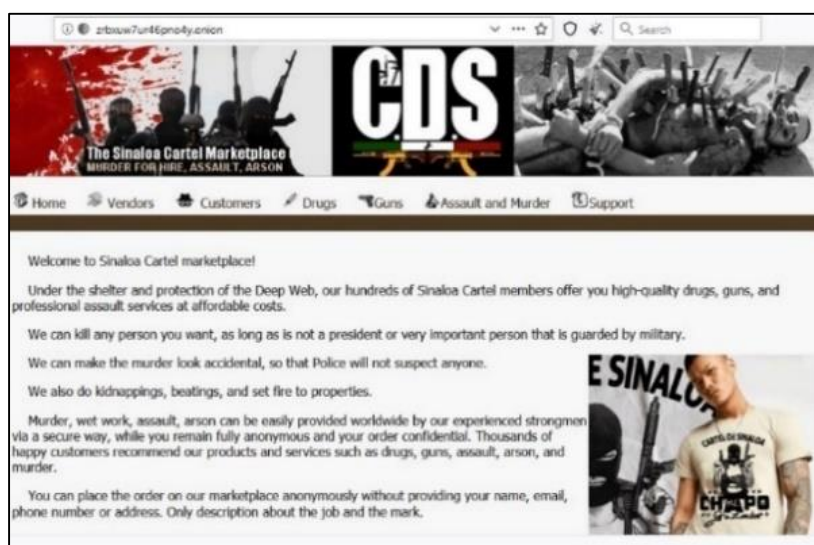 Search
The Sinaloa Cartel Marketplace
MURDER FOR HIRE, ASSAULT, ARSON
C.D.S
Home Vendors Customers Drugs Guns Assault and Murder Support
Welcome to Sinaloa Cartel marketplace!
Under the shelter and protection of the Deep Web, our hundreds of Sinaloa Cartel members offer you high-quality drugs, guns, and
professional assault services at affordable costs.
We can kill any person you want, as long as is not a president or very important person that is guarded by military.
We can make the murder look accidental, so that Police will not suspect anyone.
We also do kidnappings, beatings, and set fire to properties.
Murder, wet work, assault, arson can be easily provided worldwide by our experienced strongmen
via a secure way, while you remain fully anonymous and your order confidential. Thousands of
happy customers recommend our products and services such as drugs, guns, assault, arson, and
murder.
You can place the order on our marketplace anonymously without providing your name, email,
phone number or address. Only description about the job and the mark.
E SINALOA
CARTEL DE SINALOA
CHAPO